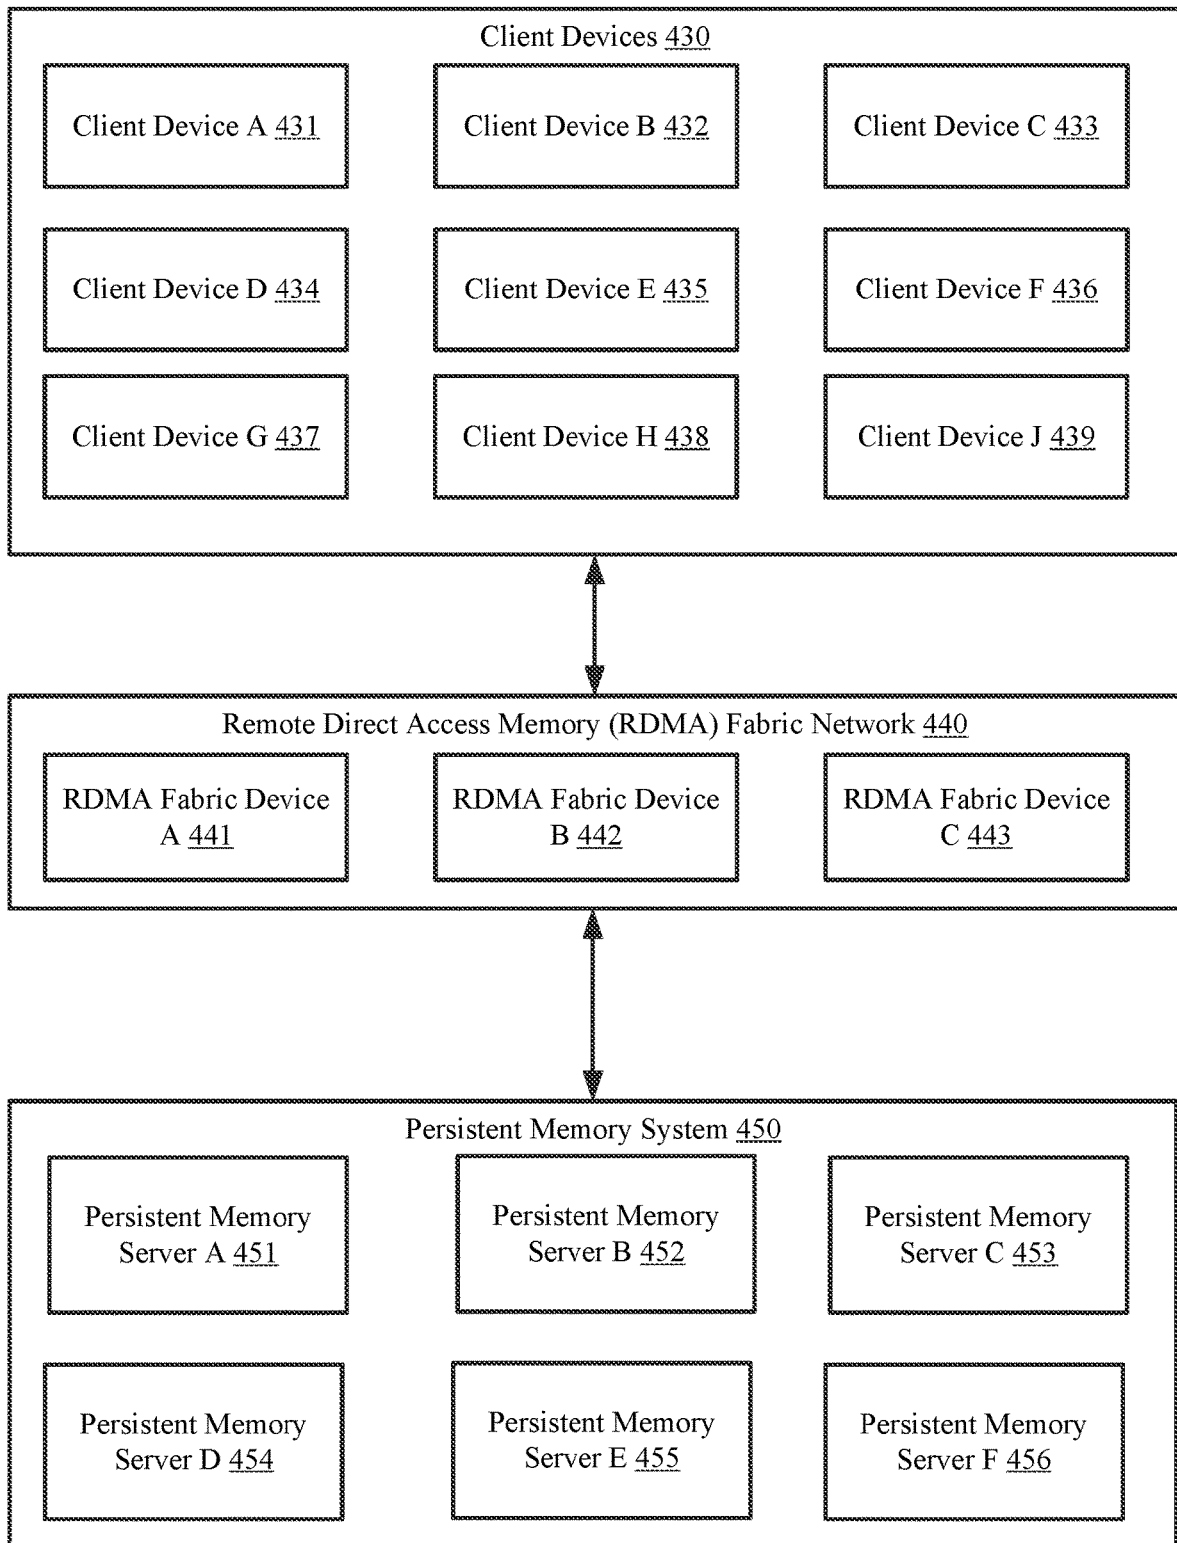 Client Devices 430
Client Device A 431
Client Device B 432
Client Device C 433
Client Device D 434
Client Device E 435
Client Device F 436
Client Device G 437
Client Device H 438
Client Device J 439
Remote Direct Access Memory (RDMA) Fabric Network 440
RDMA Fabric Device
A 441
RDMA Fabric Device
B 442
RDMA Fabric Device
C 443
Persistent Memory System 450
Persistent Memory
Server A 451
Persistent Memory
Server B 452
Persistent Memory
Server C 453
Persistent Memory
Server D 454
Persistent Memory
Server E 455
Persistent Memory
Server F 456